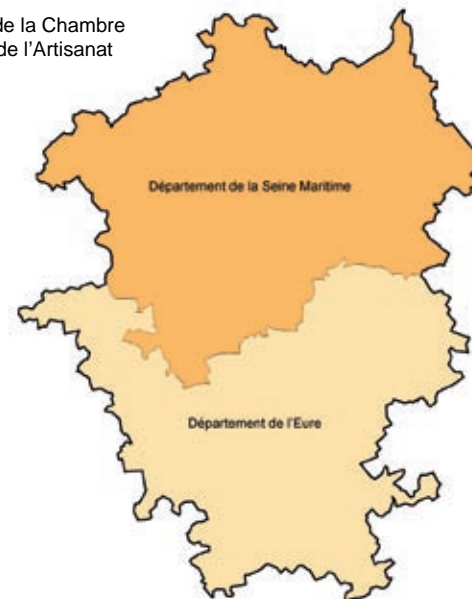 de la Chambre
de l’Artisanat
Département de la Seine Maritime
Département de l’Eure